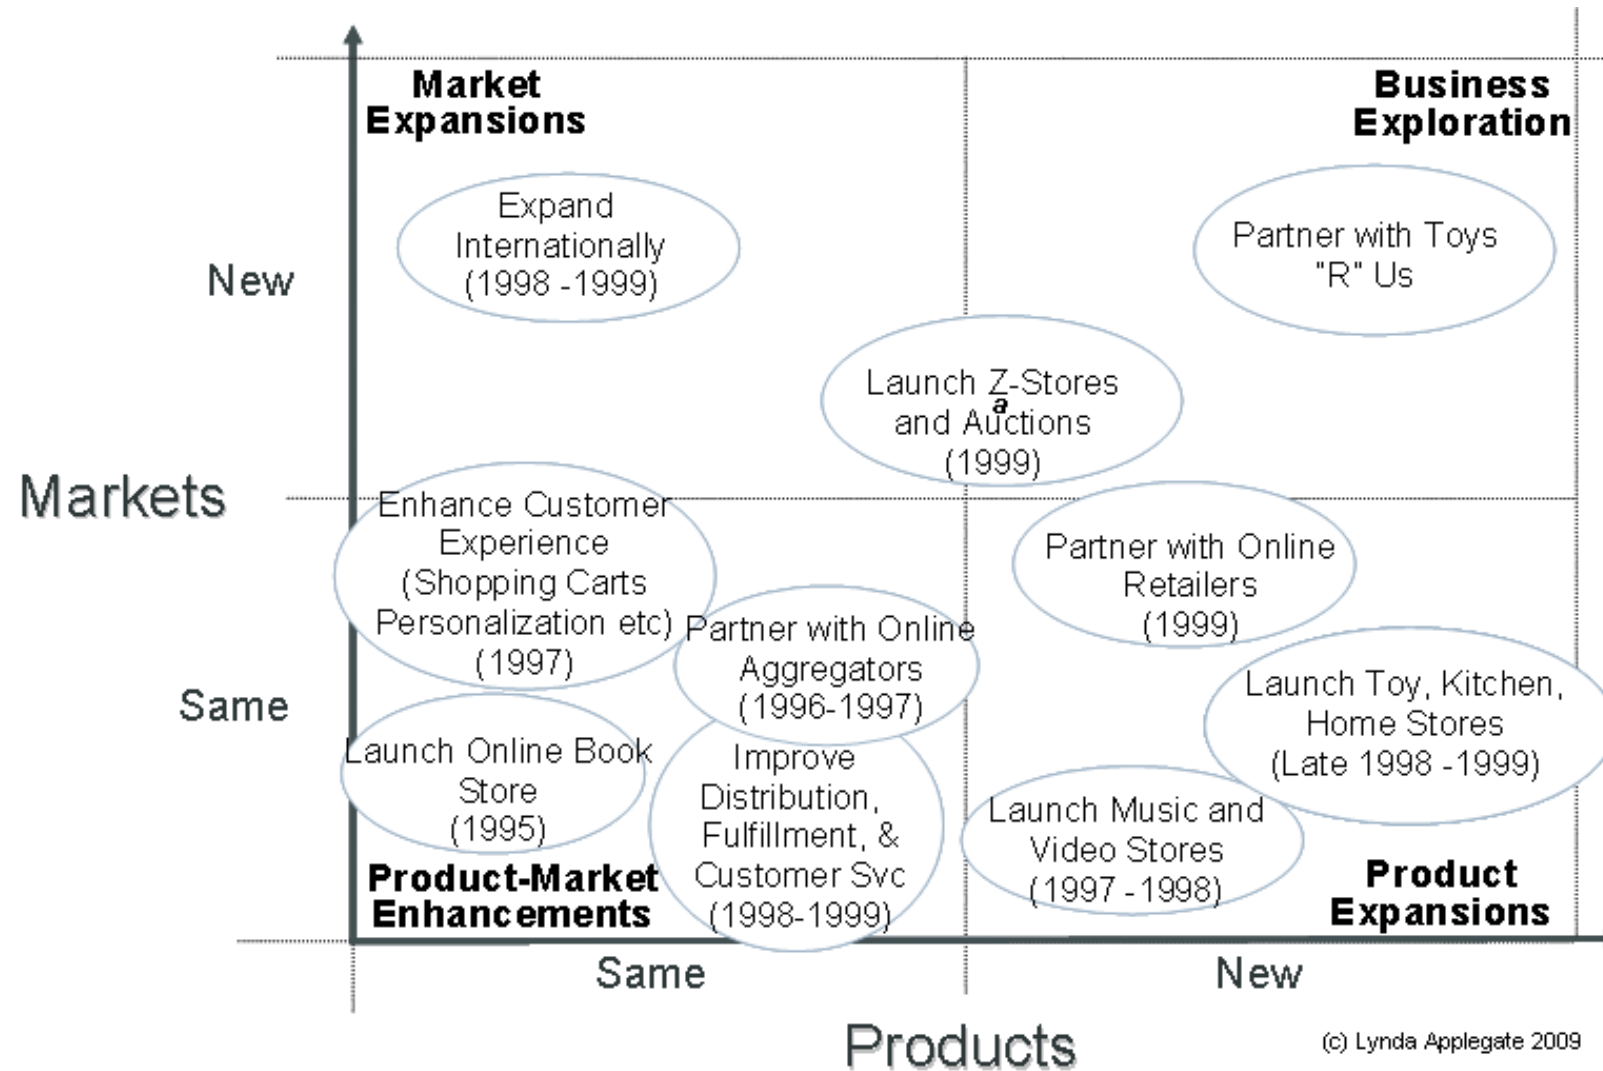 Market
Expansions
Business
Exploration
Expand
Internationally
(1998 -1999)
Partner with Toys
"R" Us
New
Launch Z-Stores
a
and Auctions
(1999)
Markets
Enhance Customer
Experience
(Shopping Carts
Personalization etc)
(1997)
Partner with Online
Retailers
(1999)
Partner with Online
Aggregators
(1996-1997)
Same
Launch Toy, Kitchen,
Home Stores
(Late 1998 -1999)
Launch Online Book
Store
(1995)
Improve
Distribution,
Fulfillment, &
Customer Svc
(1998-1999)
Launch Music and
Video Stores
(1997 -1998)
Product-Market
Enhancements
Product
Expansions
Same
New
Products
(c) Lynda Applegate 2009